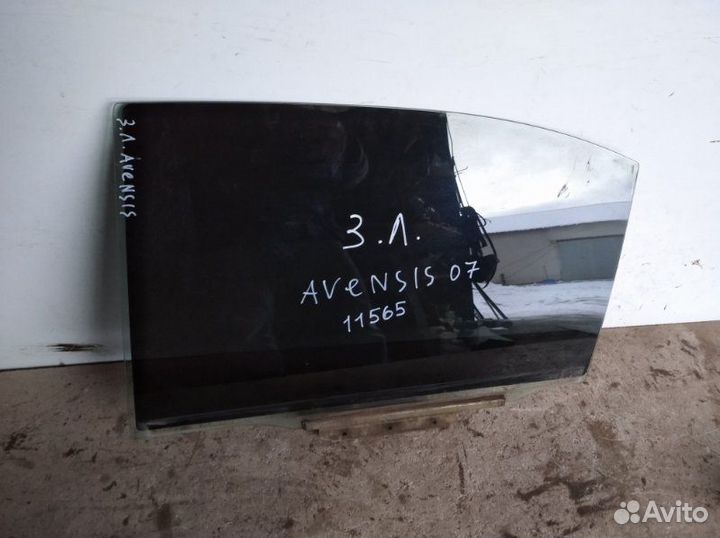 З.Л. AVENSIS
З.Л.
AVENSIS 07
11565
Avito